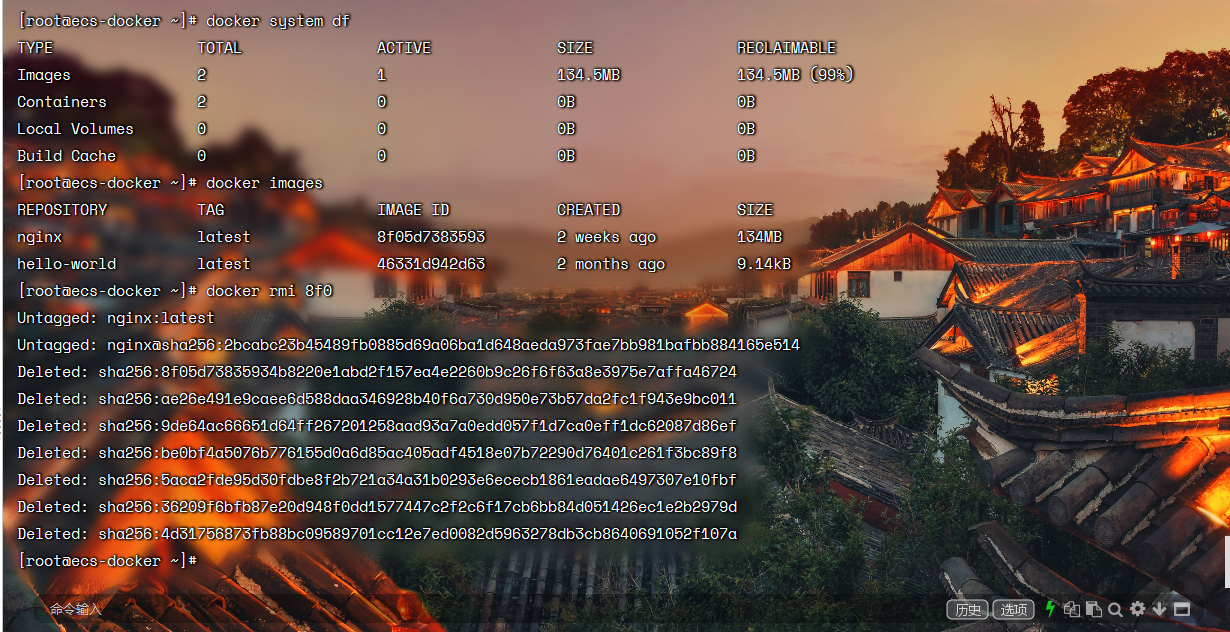 [root@ecs-docker ~]# docker system df
TYPE TOTAL ACTIVE SIZE RECLAIMABLE
Images 2 1 134.5MB 134.5MB (99%)
Containers 2 0 0B 0B
Local Volumes 0 0 0B 0B
Build Cache 0 0 0B 0B
[root@ecs-docker ~]# docker images
REPOSITORY TAG IMAGE ID CREATED SIZE
nginx latest 8f05d7383593 2 weeks ago 134MB
hello-world latest 46331d942d63 2 months ago 9.14kB
[root@ecs-docker ~]# docker rmi 8f0
Untagged: nginx:latest
Untagged: nginx@sha256:2bcabc23b45489fb0885d69a06ba1d648aeda973fae7bb981bafbb884165e514
Deleted: sha256:8f05d73835934b8220e1abd2f157ea4e2260b9c26f6f63a8e3975e7affa46724
Deleted: sha256:ae26e491e9caee6d588daa346928b40f6a730d950e73b57da2fc1f943e9bc011
Deleted: sha256:9de64ac66651d64ff267201258aad93a7a0edd057f1d7ca0eff1dc62087d86ef
Deleted: sha256:be0bf4a5076b776155d0a6d85ac405adf4518e07b72290d76401c261f3bc89f8
Deleted: sha256:5aca2fde95d30fdbe8f2b721a34a31b0293e6ececb1861eadae6497307e10fbf
Deleted: sha256:36209f6bfb87e20d948f0dd1577447c2f2c6f17cb6bb84d051426ec1e2b2979d
Deleted: sha256:4d31756873fb88bc09589701cc12e7ed0082d5963278db3cb8640691052f107a
[root@ecs-docker ~]#
命令输入 历史 选项